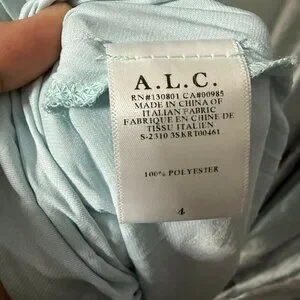 A.L.C.
RN#130801 CA#00985
MADE IN CHINA OF
ITALIAN FABRIC
FABRIQUE EN CHINE DE
TISSU ITALIEN
S-2310 3SKRT00461
100% POLYESTER
4